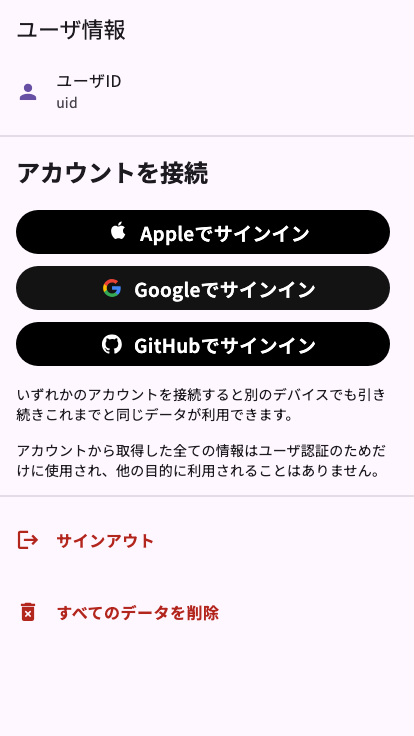 ユーザ情報
ユーザID
uid
アカウントを接続
Appleでサインイン
Googleでサインイン
GitHubでサインイン
いずれかのアカウントを接続すると別のデバイスでも引き
続きこれまでと同じデータが利用できます。
アカウントから取得した全ての情報はユーザ認証のためだ
けに使用され、他の目的に利用されることはありません。
サインアウト
すべてのデータを削除